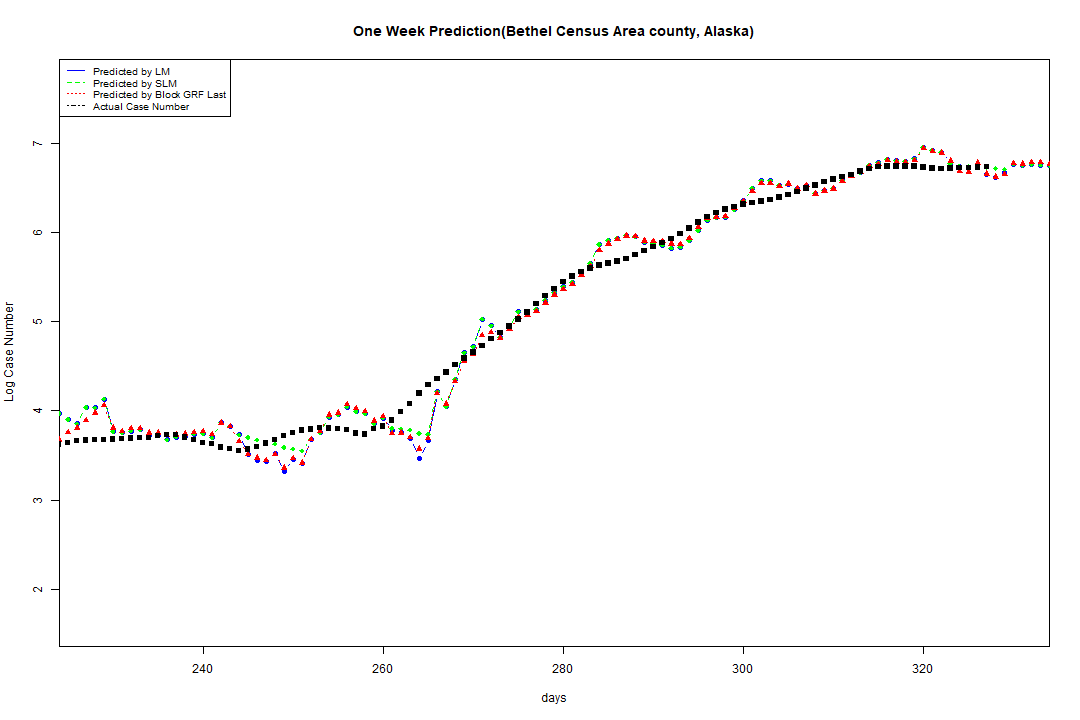 One Week Prediction(Bethel Census Area county, Alaska)
Predicted by LM
Predicted by SLM
Predicted by Block GRF Last
Actual Case Number
7
6
5
4
3
2
Log Case Number
240 260 280 300 320
days